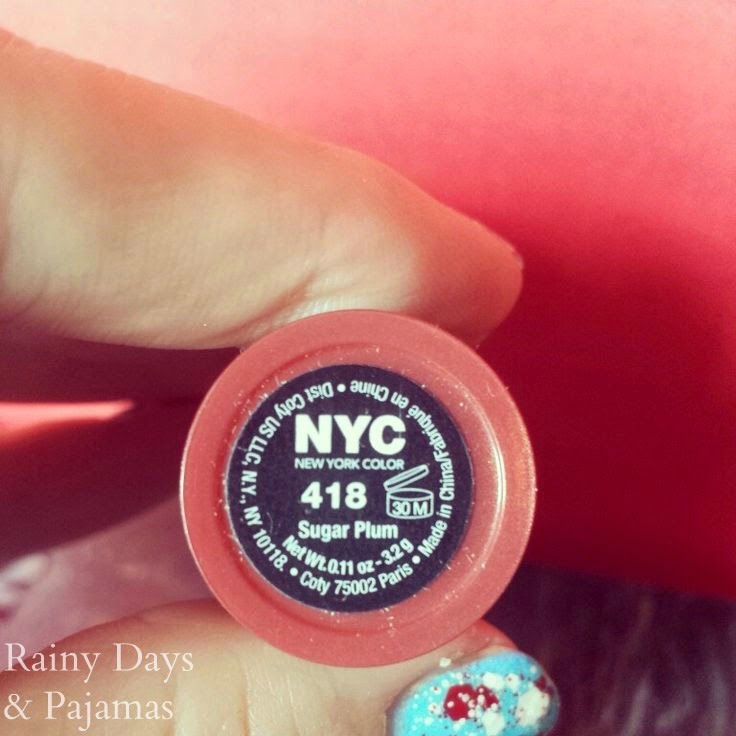 NYC
NEW YORK COLOR
418
30 M
Sugar Plum
Net Wt. 0.11 oz - 3.2 g
• Coty 75002 Paris • Made in China/Fabriqué en Chine • Dist Coty US LLC, N.Y., NY 10118.
Rainy Days
& Pajamas